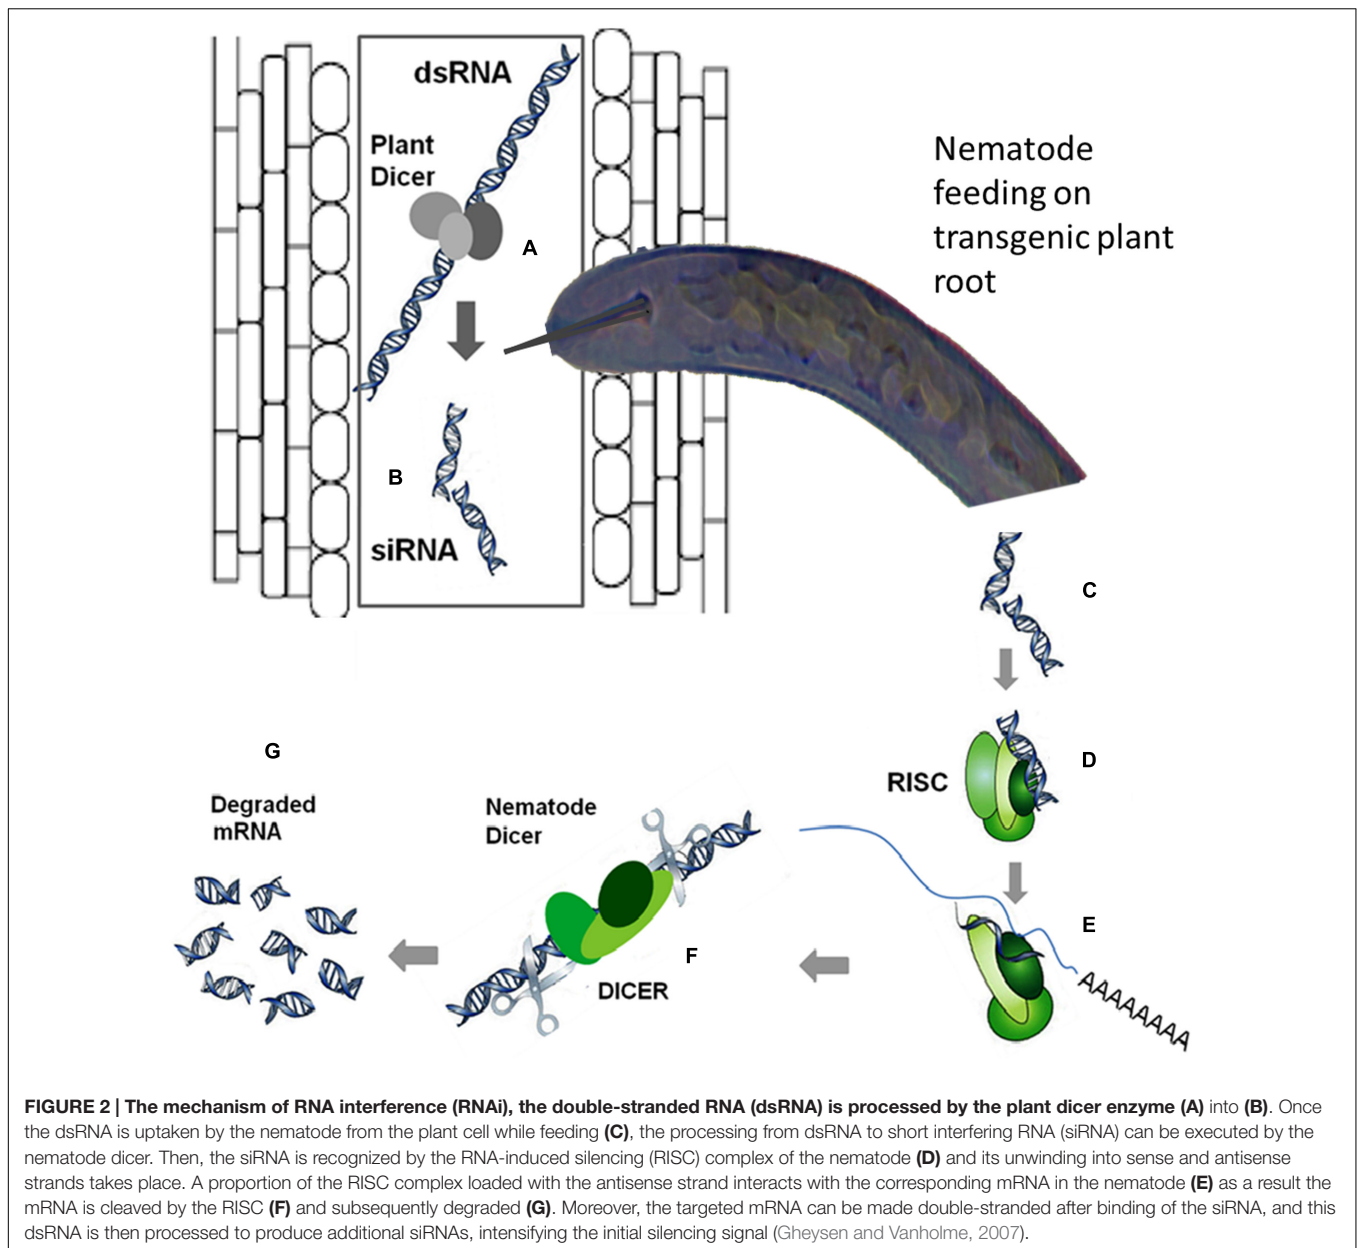 dsRNA
Plant
Dicer
A
B
siRNA
Nematode
feeding on
transgenic plant
root
C
D
RISC
E
AAAAAAAA
Nematode
Dicer
F
DICER
G
Degraded
mRNA
FIGURE 2 | The mechanism of RNA interference (RNAi), the double-stranded RNA (dsRNA) is processed by the plant dicer enzyme (A) into (B). Once
the dsRNA is uptaken by the nematode from the plant cell while feeding (C), the processing from dsRNA to short interfering RNA (siRNA) can be executed by the
nematode dicer. Then, the siRNA is recognized by the RNA-induced silencing (RISC) complex of the nematode (D) and its unwinding into sense and antisense
strands takes place. A proportion of the RISC complex loaded with the antisense strand interacts with the corresponding mRNA in the nematode (E) as a result the
mRNA is cleaved by the RISC (F) and subsequently degraded (G). Moreover, the targeted mRNA can be made double-stranded after binding of the siRNA, and this
dsRNA is then processed to produce additional siRNAs, intensifying the initial silencing signal (Gheysen and Vanholme, 2007).